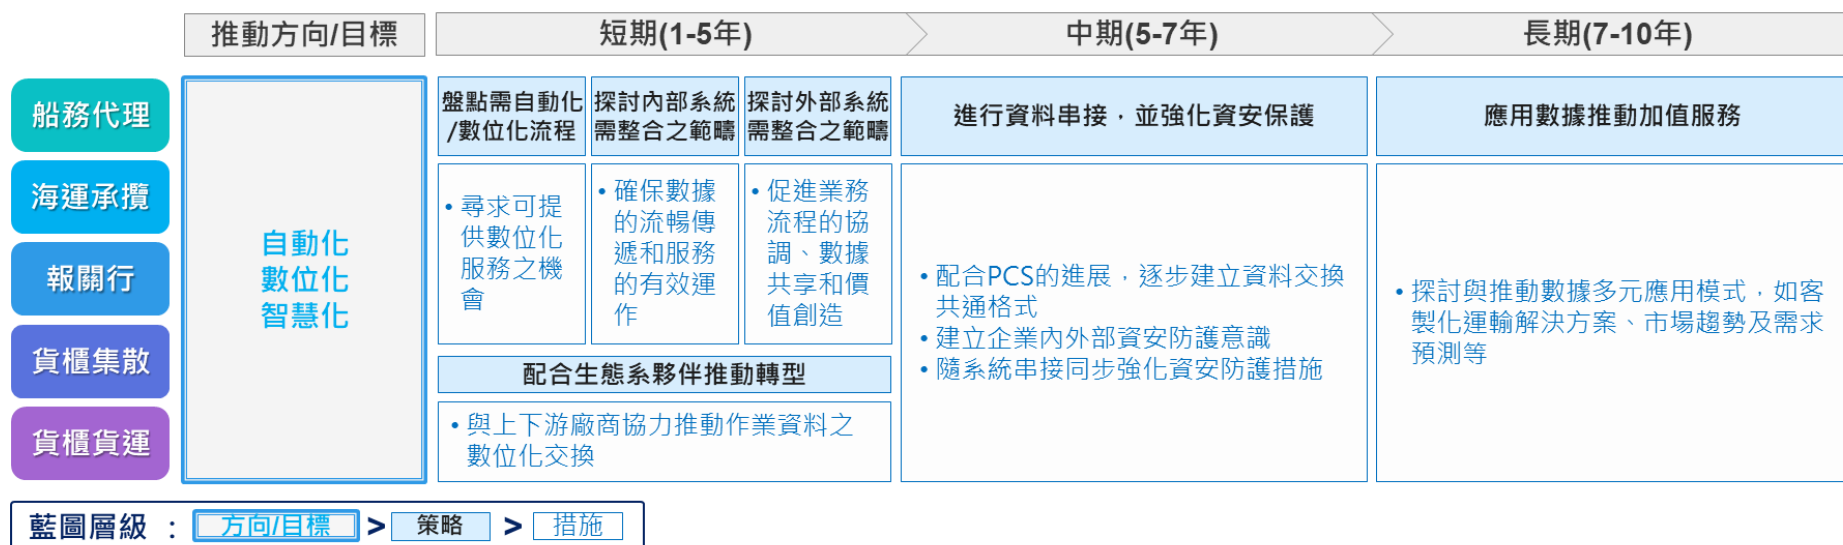 推動方向/目標
短期(1-5年)
中期(5-7年)
長期(7-10年)
船務代理
海運承攬
報關行
貨櫃集散
貨櫃貨運
自動化
數位化
智慧化
盤點需自動化
/數位化流程
探討內部系統
需整合之範疇
探討外部系統
需整合之範疇
進行資料串接，並強化資安保護
應用數據推動加值服務
• 尋求可提
供數位化
服務之機
會
• 確保數據
的流暢傳
遞和服務
的有效運
作
• 促進業務
流程的協
調、數據
共享和價
值創造
配合生態系夥伴推動轉型
• 與上下游廠商協力推動作業資料之
數位化交換
• 配合PCS的進展，逐步建立資料交換
共通格式
• 建立企業內外部資安防護意識
• 隨系統串接同步強化資安防護措施
• 探討與推動數據多元應用模式，如客
製化運輸解決方案、市場趨勢及需求
預測等
藍圖層級 ： 方向/目標 > 策略 > 措施